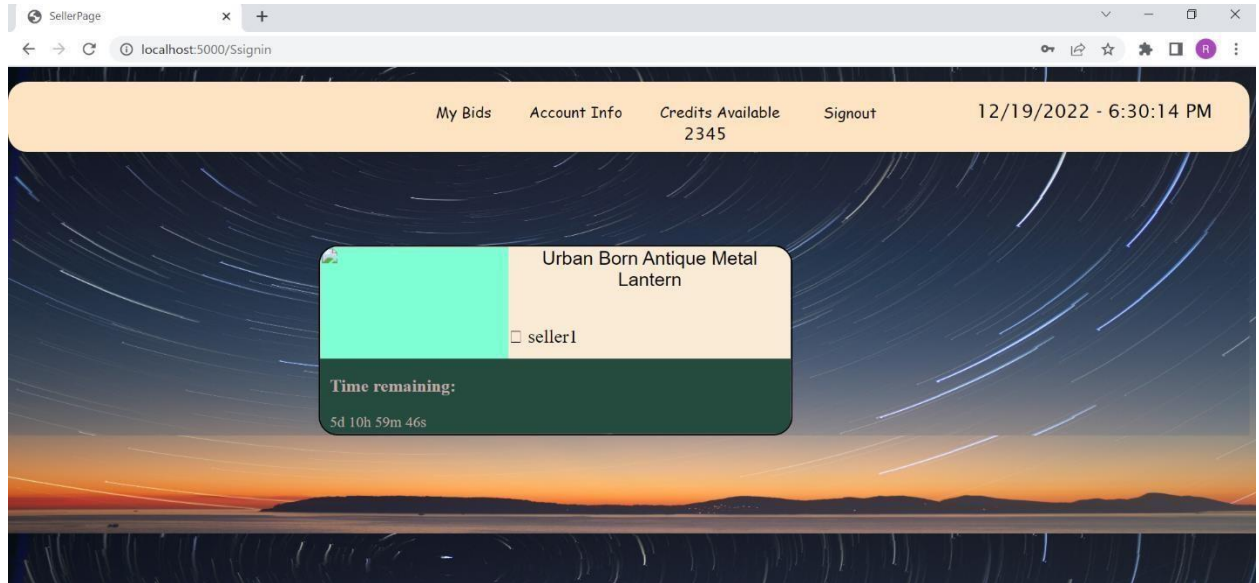 SellerPage
localhost:5000/Ssignin
R
My Bids Account Info Credits Available Signout 12/19/2022 - 6:30:14 PM
2345
Urban Born Antique Metal
Lantern
seller1
Time remaining:
5d 10h 59m 46s